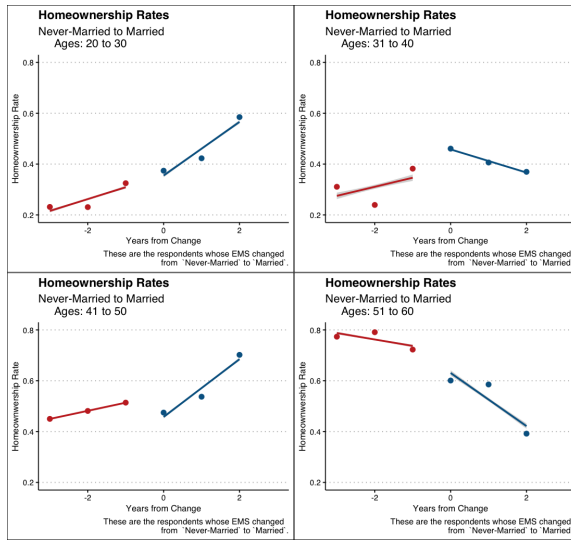 Homeownership Rates
Never-Married to Married
Ages: 20 to 30
0.8
0.6
0.4
0.2
Homeownwership Rate
-2
0
2
Years from Change
These are the respondents whose EMS changed
from `Never-Married` to `Married`.
Homeownership Rates
Never-Married to Married
Ages: 31 to 40
0.8
0.6
0.4
0.2
Homeownwership Rate
-2
0
2
Years from Change
These are the respondents whose EMS changed
from `Never-Married` to `Married
Homeownership Rates
Never-Married to Married
Ages: 41 to 50
0.8
0.6
0.4
0.2
Homeownwership Rate
-2
0
2
Years from Change
These are the respondents whose EMS changed
from `Never-Married` to `Married`.
Homeownership Rates
Never-Married to Married
Ages: 51 to 60
0.8
0.6
0.4
0.2
Homeownwership Rate
-2
0
2
Years from Change
These are the respondents whose EMS changed
from `Never-Married` to `Married